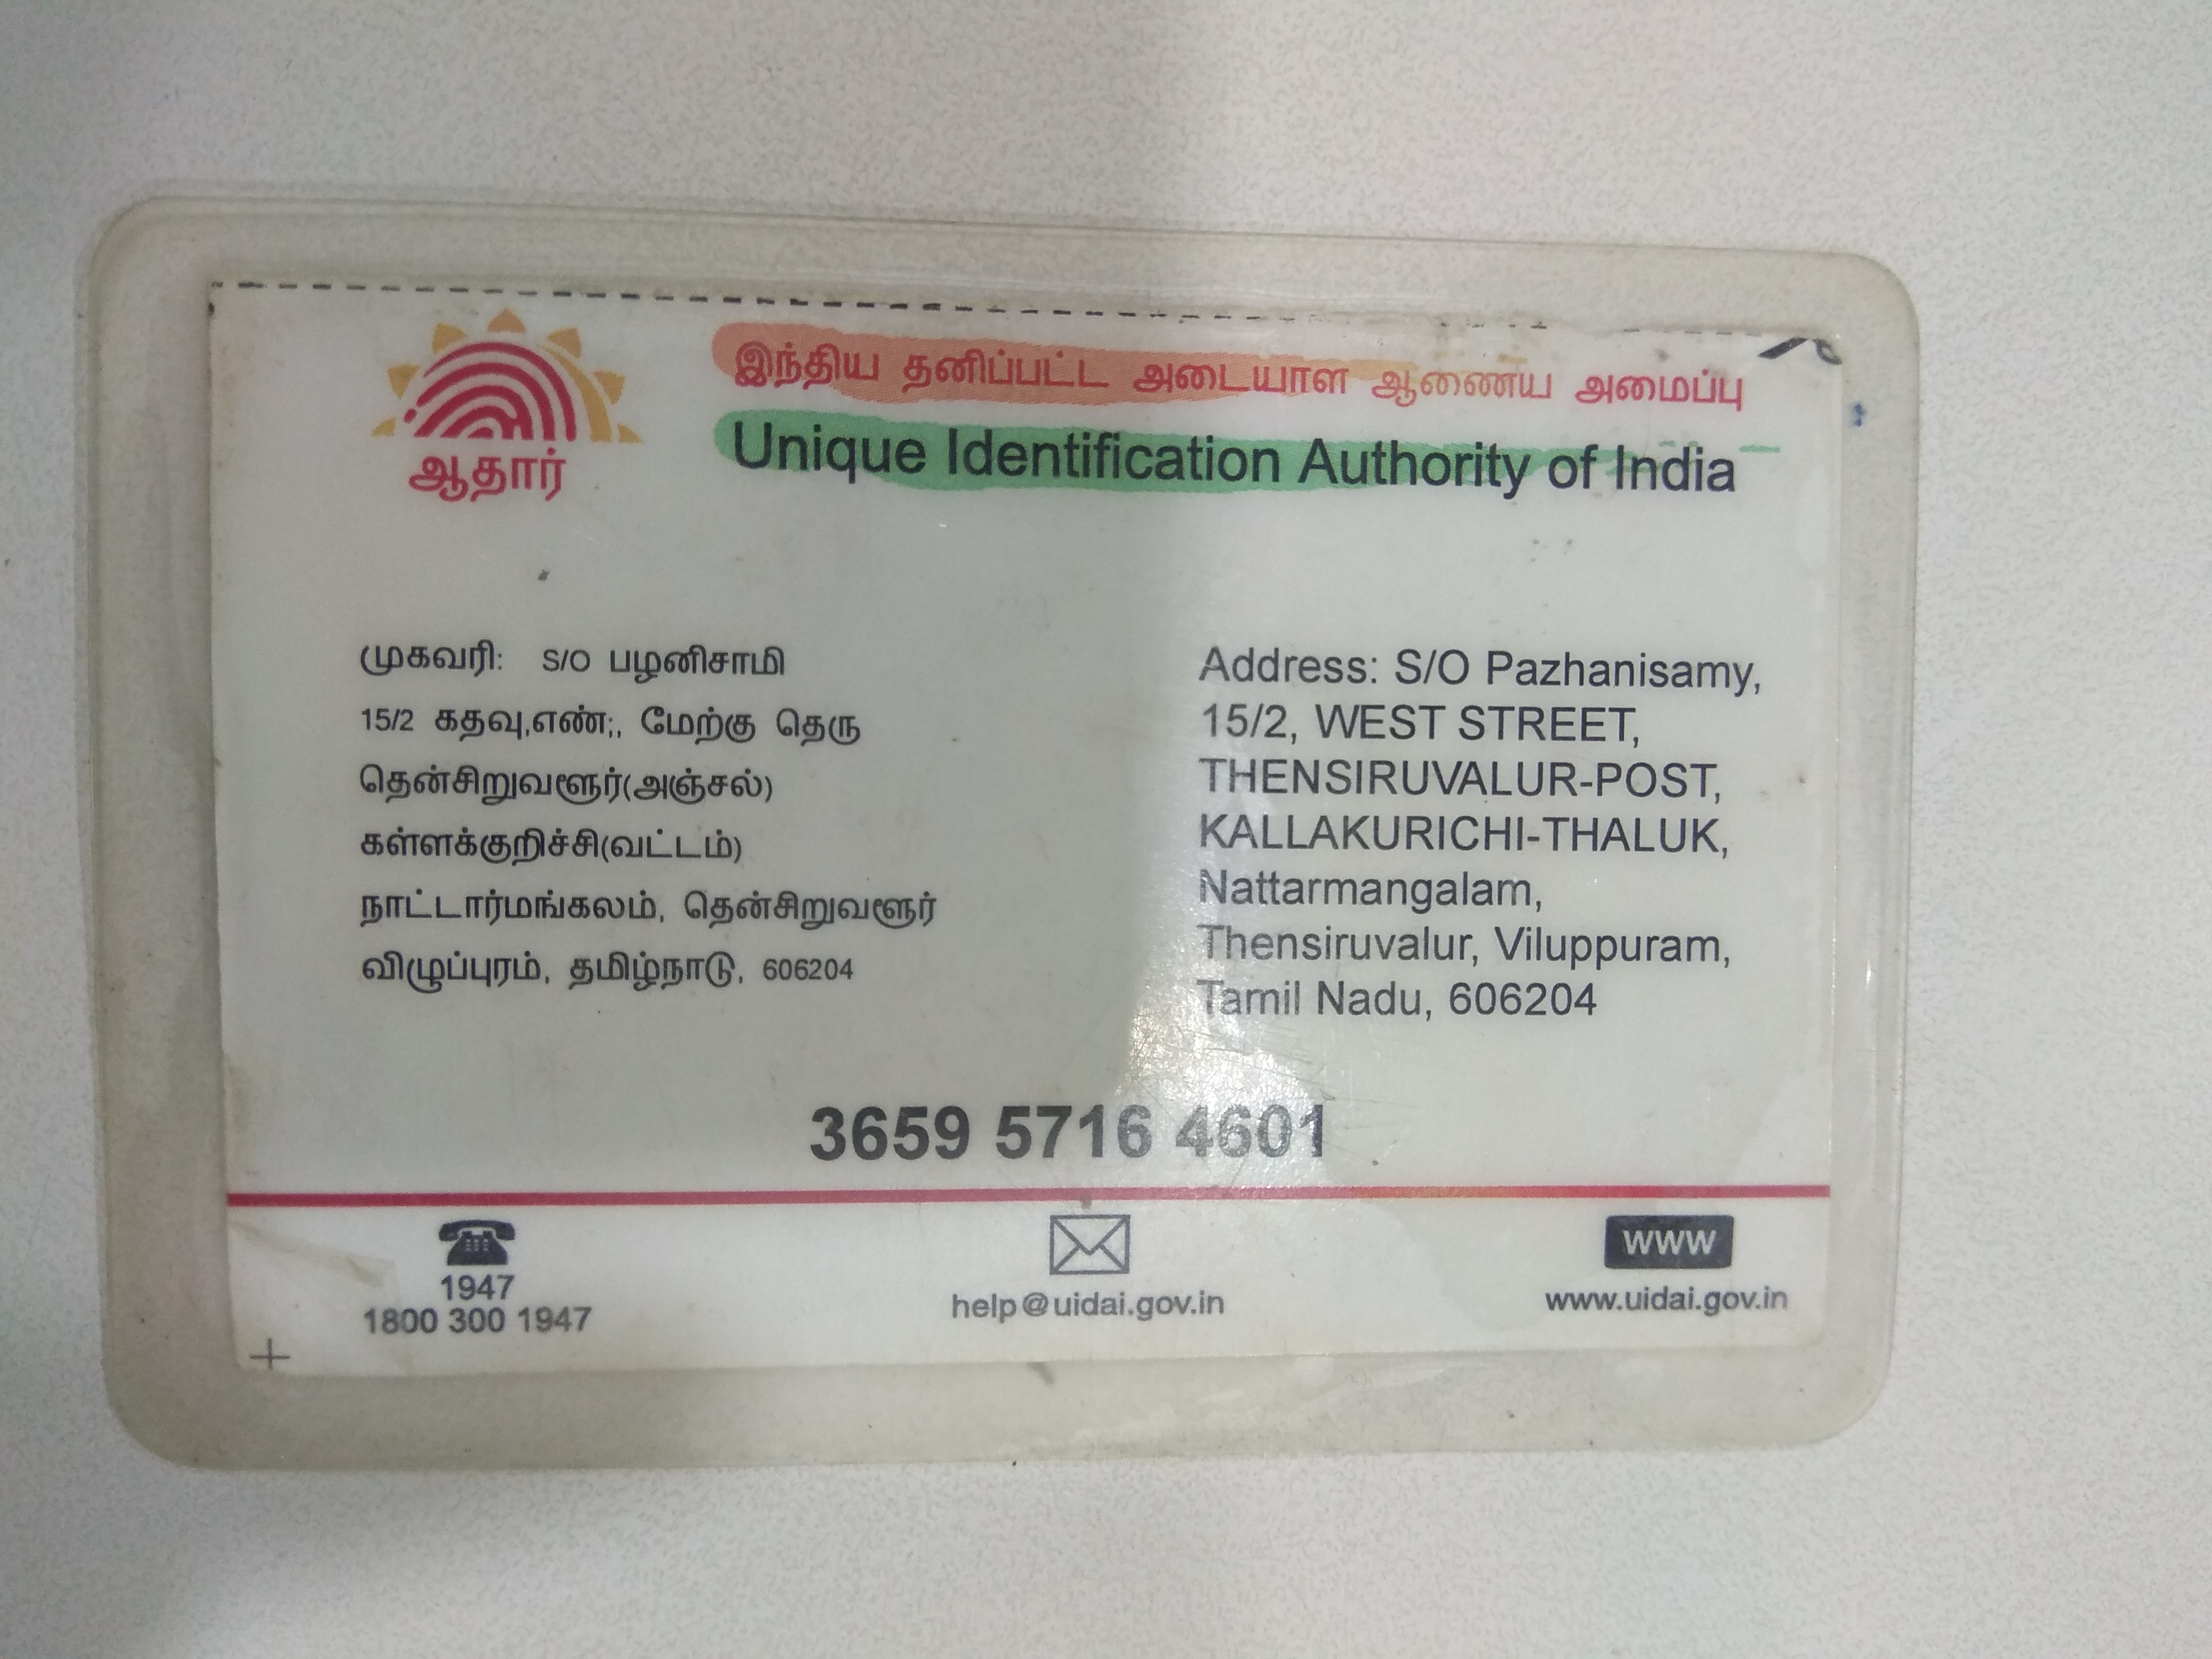 ஆதார்
இந்திய தனிப்பட்ட அடையாள ஆணைய அமைப்பு
Unique Identification Authority of India
முகவரி: S/O பழனிசாமி
15/2 கதவு,எண்;, மேற்கு தெரு
தென்சிறுவளூர்(அஞ்சல்)
கள்ளக்குறிச்சி(வட்டம்)
நாட்டார்மங்கலம், தென்சிறுவளூர்
விழுப்புரம், தமிழ்நாடு, 606204
Address: S/O Pazhanisamy,
15/2, WEST STREET,
THENSIRUVALUR-POST,
KALLAKURICHI-THALUK,
Nattarmangalam,
Thensiruvalur, Viluppuram,
Tamil Nadu, 606204
3659 5716 4601
1947
1800 300 1947
help@uidai.gov.in
WWW
www.uidai.gov.in